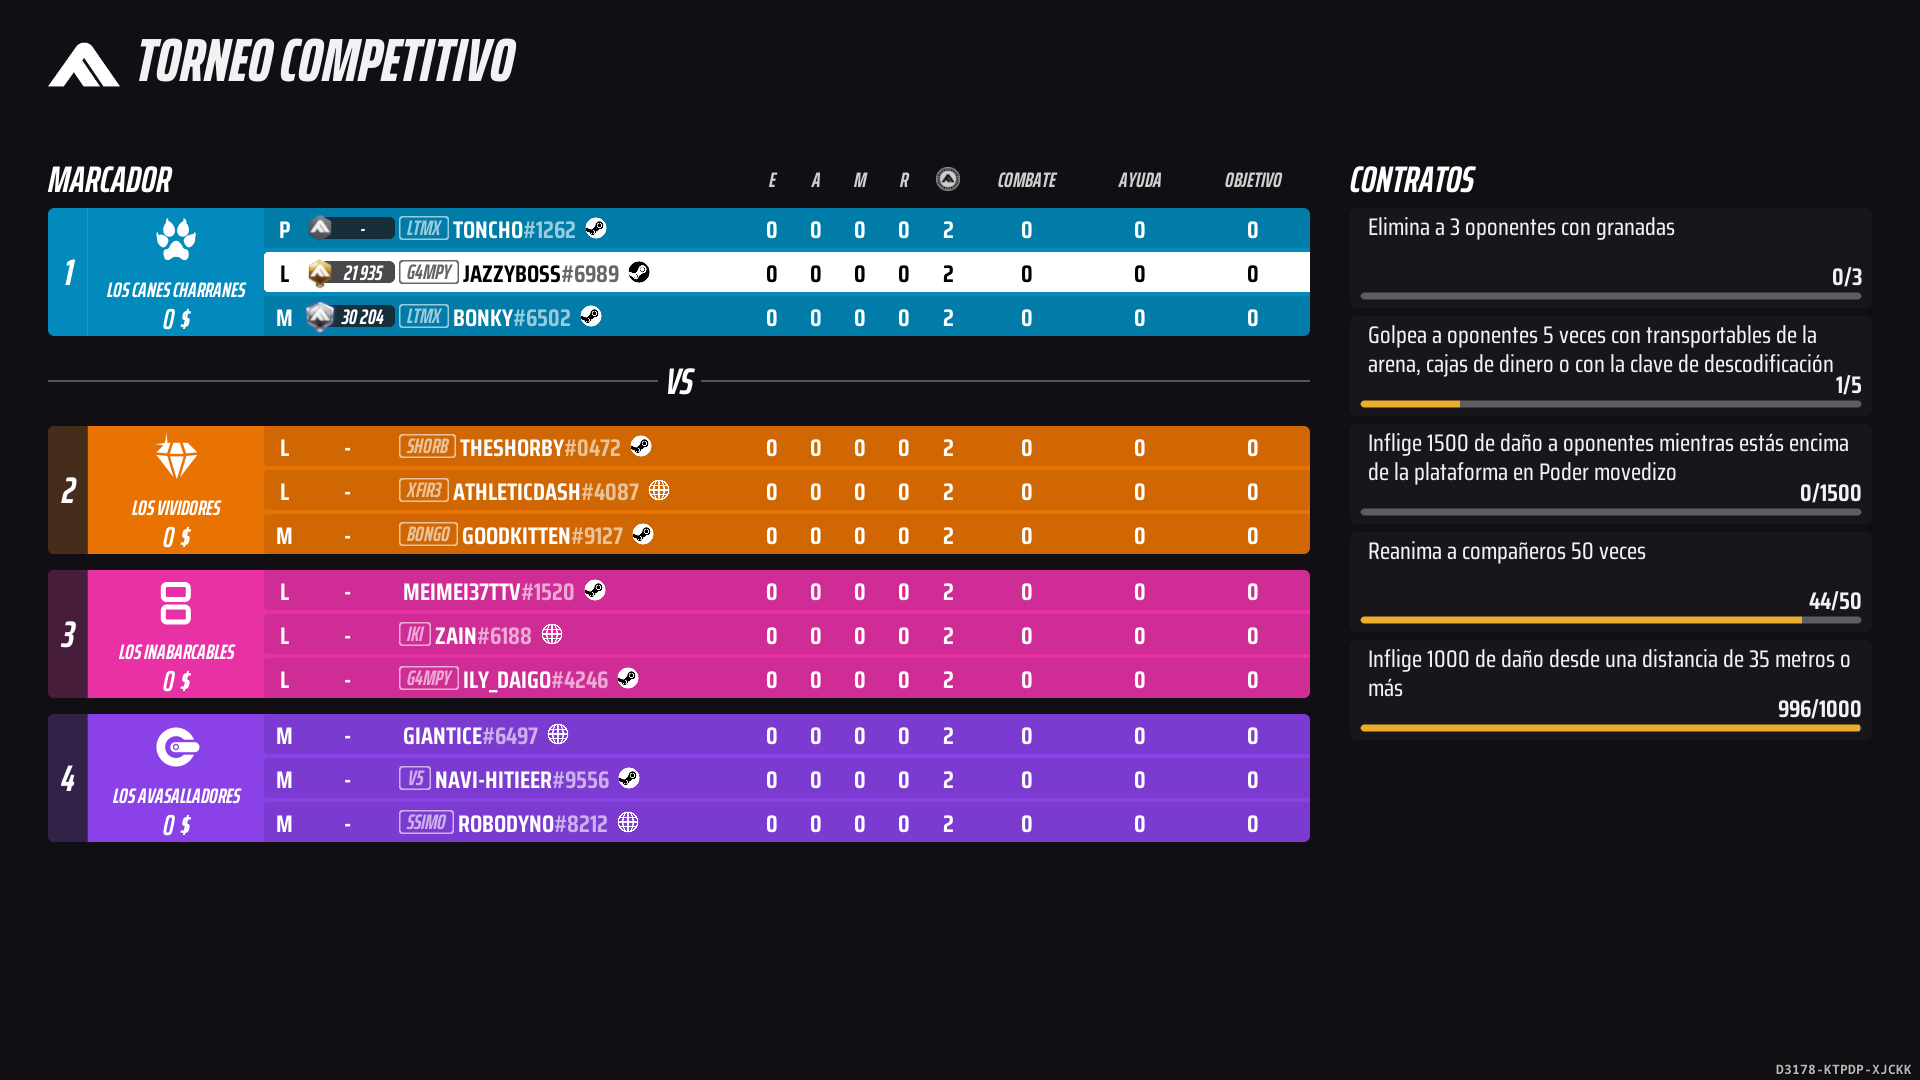 TORNEO COMPETITIVO
MARCADOR E A M R COMBATE AYUDA OBJETIVO
1 LOS CANES CHARRANES 0 $
P - LTMX TONCHO#1262 0 0 0 0 2 0 0 0
L 21 935 G4MPY JAZZYBOSS#6989 0 0 0 0 2 0 0 0
M 30 204 LTMX BONKY#6502 0 0 0 0 2 0 0 0
VS
2 LOS VIVIDORES 0 $
L - SHORB THESHORBY#0472 0 0 0 0 2 0 0 0
L - XFIR3 ATHLETICDASH#4087 0 0 0 0 2 0 0 0
M - BONGO GOODKITTEN#9127 0 0 0 0 2 0 0 0
3 LOS INABARCABLES 0 $
L - MEIMEI37TTV#1520 0 0 0 0 2 0 0 0
L - IKI ZAIN#6188 0 0 0 0 2 0 0 0
L - G4MPY ILY_DAIGO#4246 0 0 0 0 2 0 0 0
4 LOS AVASALLADORES 0 $
M - GIANTICE#6497 0 0 0 0 2 0 0 0
M - VS NAVI-HITIEER#9556 0 0 0 0 2 0 0 0
M - SSIMO ROBODYNO#8212 0 0 0 0 2 0 0 0
CONTRATOS
Elimina a 3 oponentes con granadas
0/3
Golpea a oponentes 5 veces con transportables de la
arena, cajas de dinero o con la clave de descodificación
1/5
Inflige 1500 de daño a oponentes mientras estás encima
de la plataforma en Poder movedizo
0/1500
Reanima a compañeros 50 veces
44/50
Inflige 1000 de daño desde una distancia de 35 metros o
más
996/1000
D3178-KTPDP-XJCKK